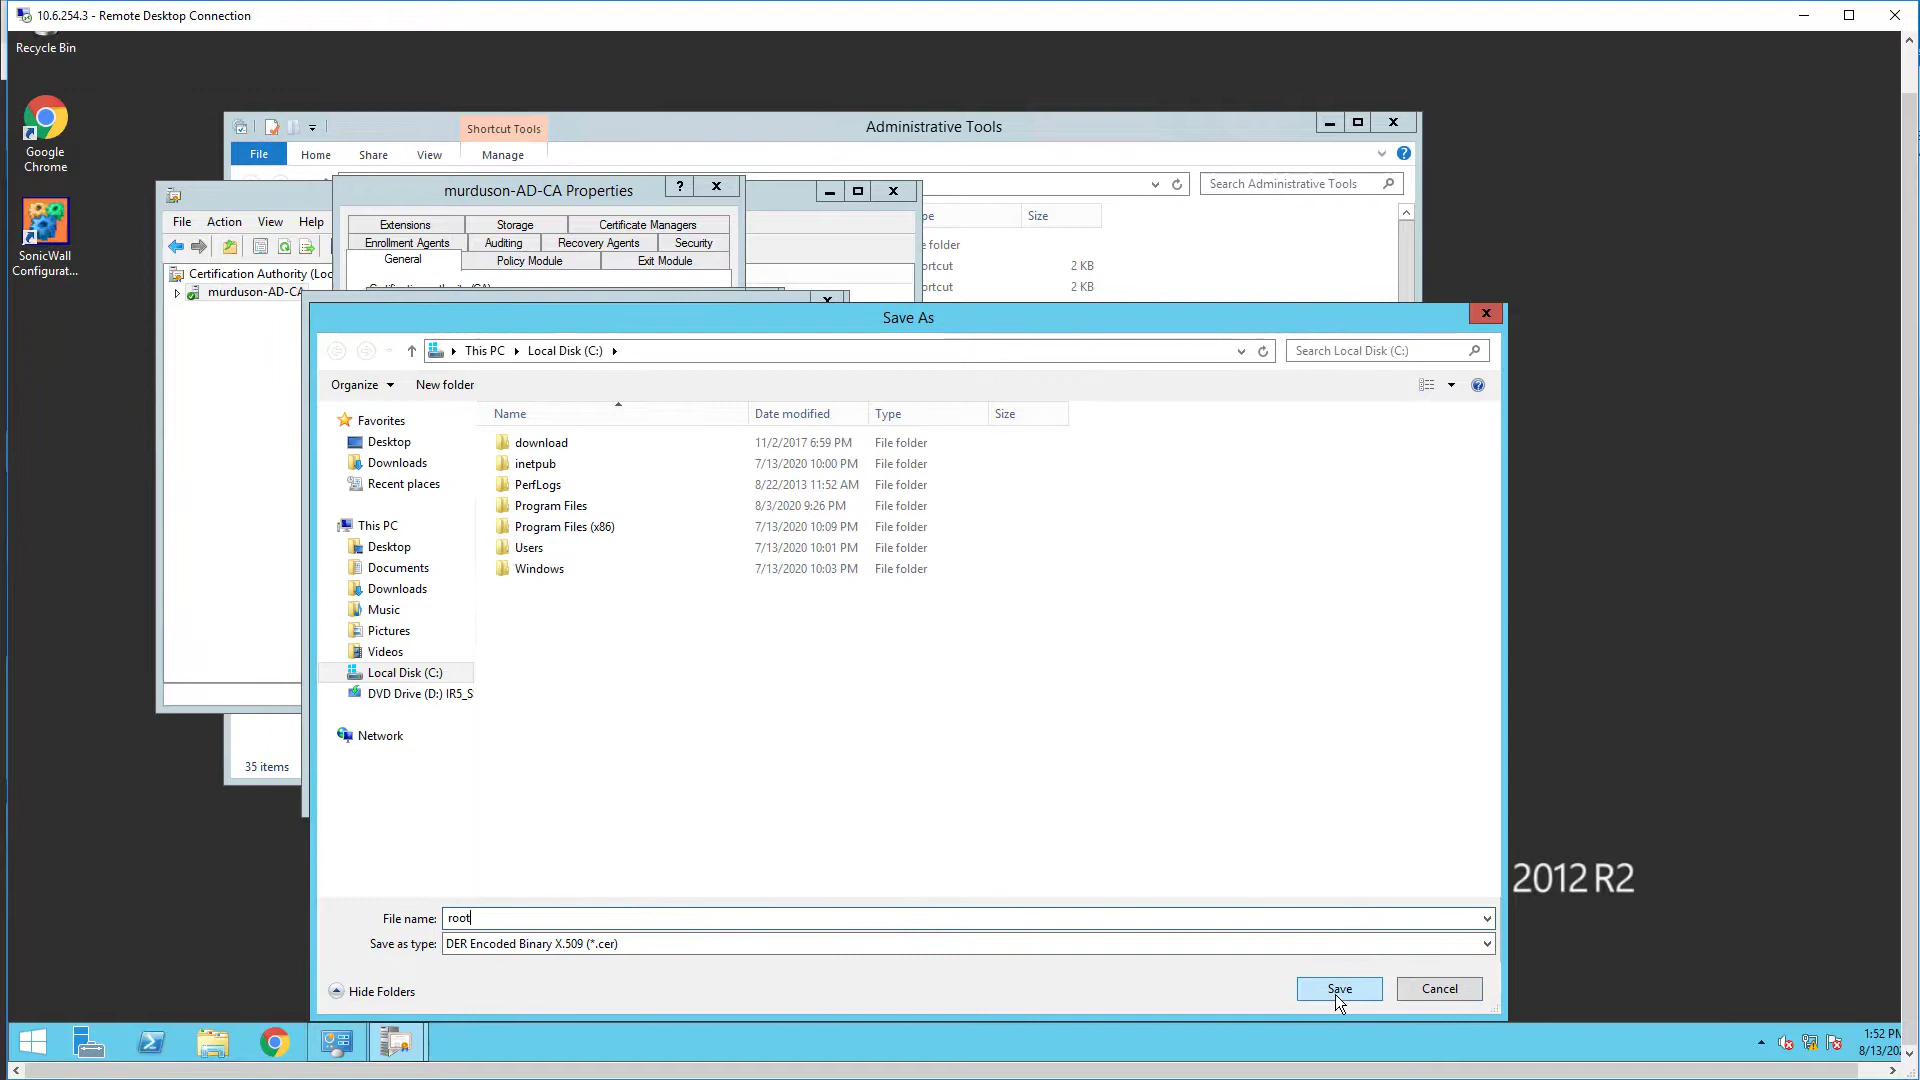 10.6.254.3 - Remote Desktop Connection
Recycle Bin
Google
Chrome
SonicWall
Configurat...
Shortcut Tools
Administrative Tools
File
Home
Share
View
Manage
Search Administrative Tools
Size
e folder
ortcut
2 KB
ortcut
2 KB
35 items
File
Action
View
Help
Certification Authority (Loc
murduson-AD-CA
murduson-AD-CA Properties
?
Extensions
Storage
Certificate Managers
Enrollment Agents
Auditing
Recovery Agents
Security
General
Policy Module
Exit Module
Save As
This PC
Local Disk (C:)
Search Local Disk (C:)
Organize
New folder
Favorites
Desktop
Downloads
Recent places
This PC
Desktop
Documents
Downloads
Music
Pictures
Videos
Local Disk (C:)
DVD Drive (D:) IR5_S
Network
Name
Date modified
Type
Size
download 11/2/2017 6:59 PM File folder
inetpub 7/13/2020 10:00 PM File folder
PerfLogs 8/22/2013 11:52 AM File folder
Program Files 8/3/2020 9:26 PM File folder
Program Files (x86) 7/13/2020 10:09 PM File folder
Users 7/13/2020 10:01 PM File folder
Windows 7/13/2020 10:03 PM File folder
File name: root
Save as type: DER Encoded Binary X.509 (*.cer)
Hide Folders
Save
Cancel
2012 R2
1:52 PM
8/13/202